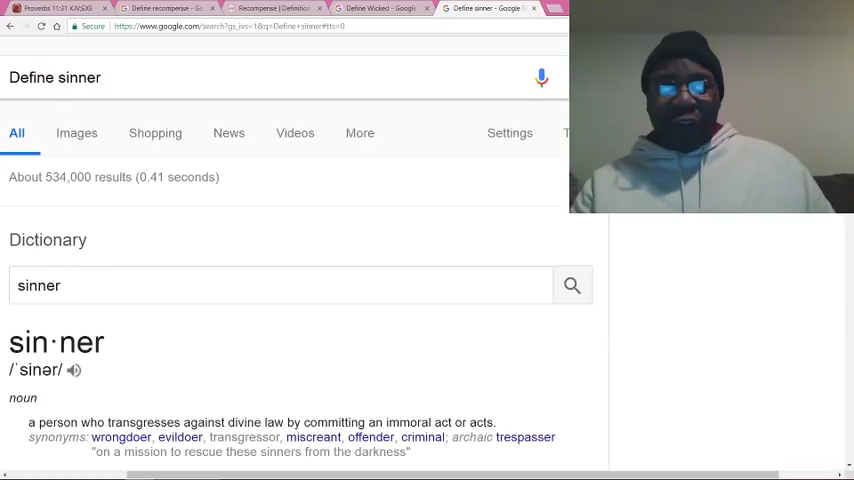 Proverbs 11:31 KJV;EXB
Define recompense - Go
Recompense | Definition
Define Wicked - Google
Define sinner - Google S
Secure
https://www.google.com/search?gs_ivs=1&q=Define+sinner#tts=0
Define sinner
All Images Shopping News Videos More Settings T
About 534,000 results (0.41 seconds)
Dictionary
sinner
sin·ner
/ˈsinər/
noun
a person who transgresses against divine law by committing an immoral act or acts.
synonyms: wrongdoer, evildoer, transgressor, miscreant, offender, criminal; archaic trespasser
"on a mission to rescue these sinners from the darkness"